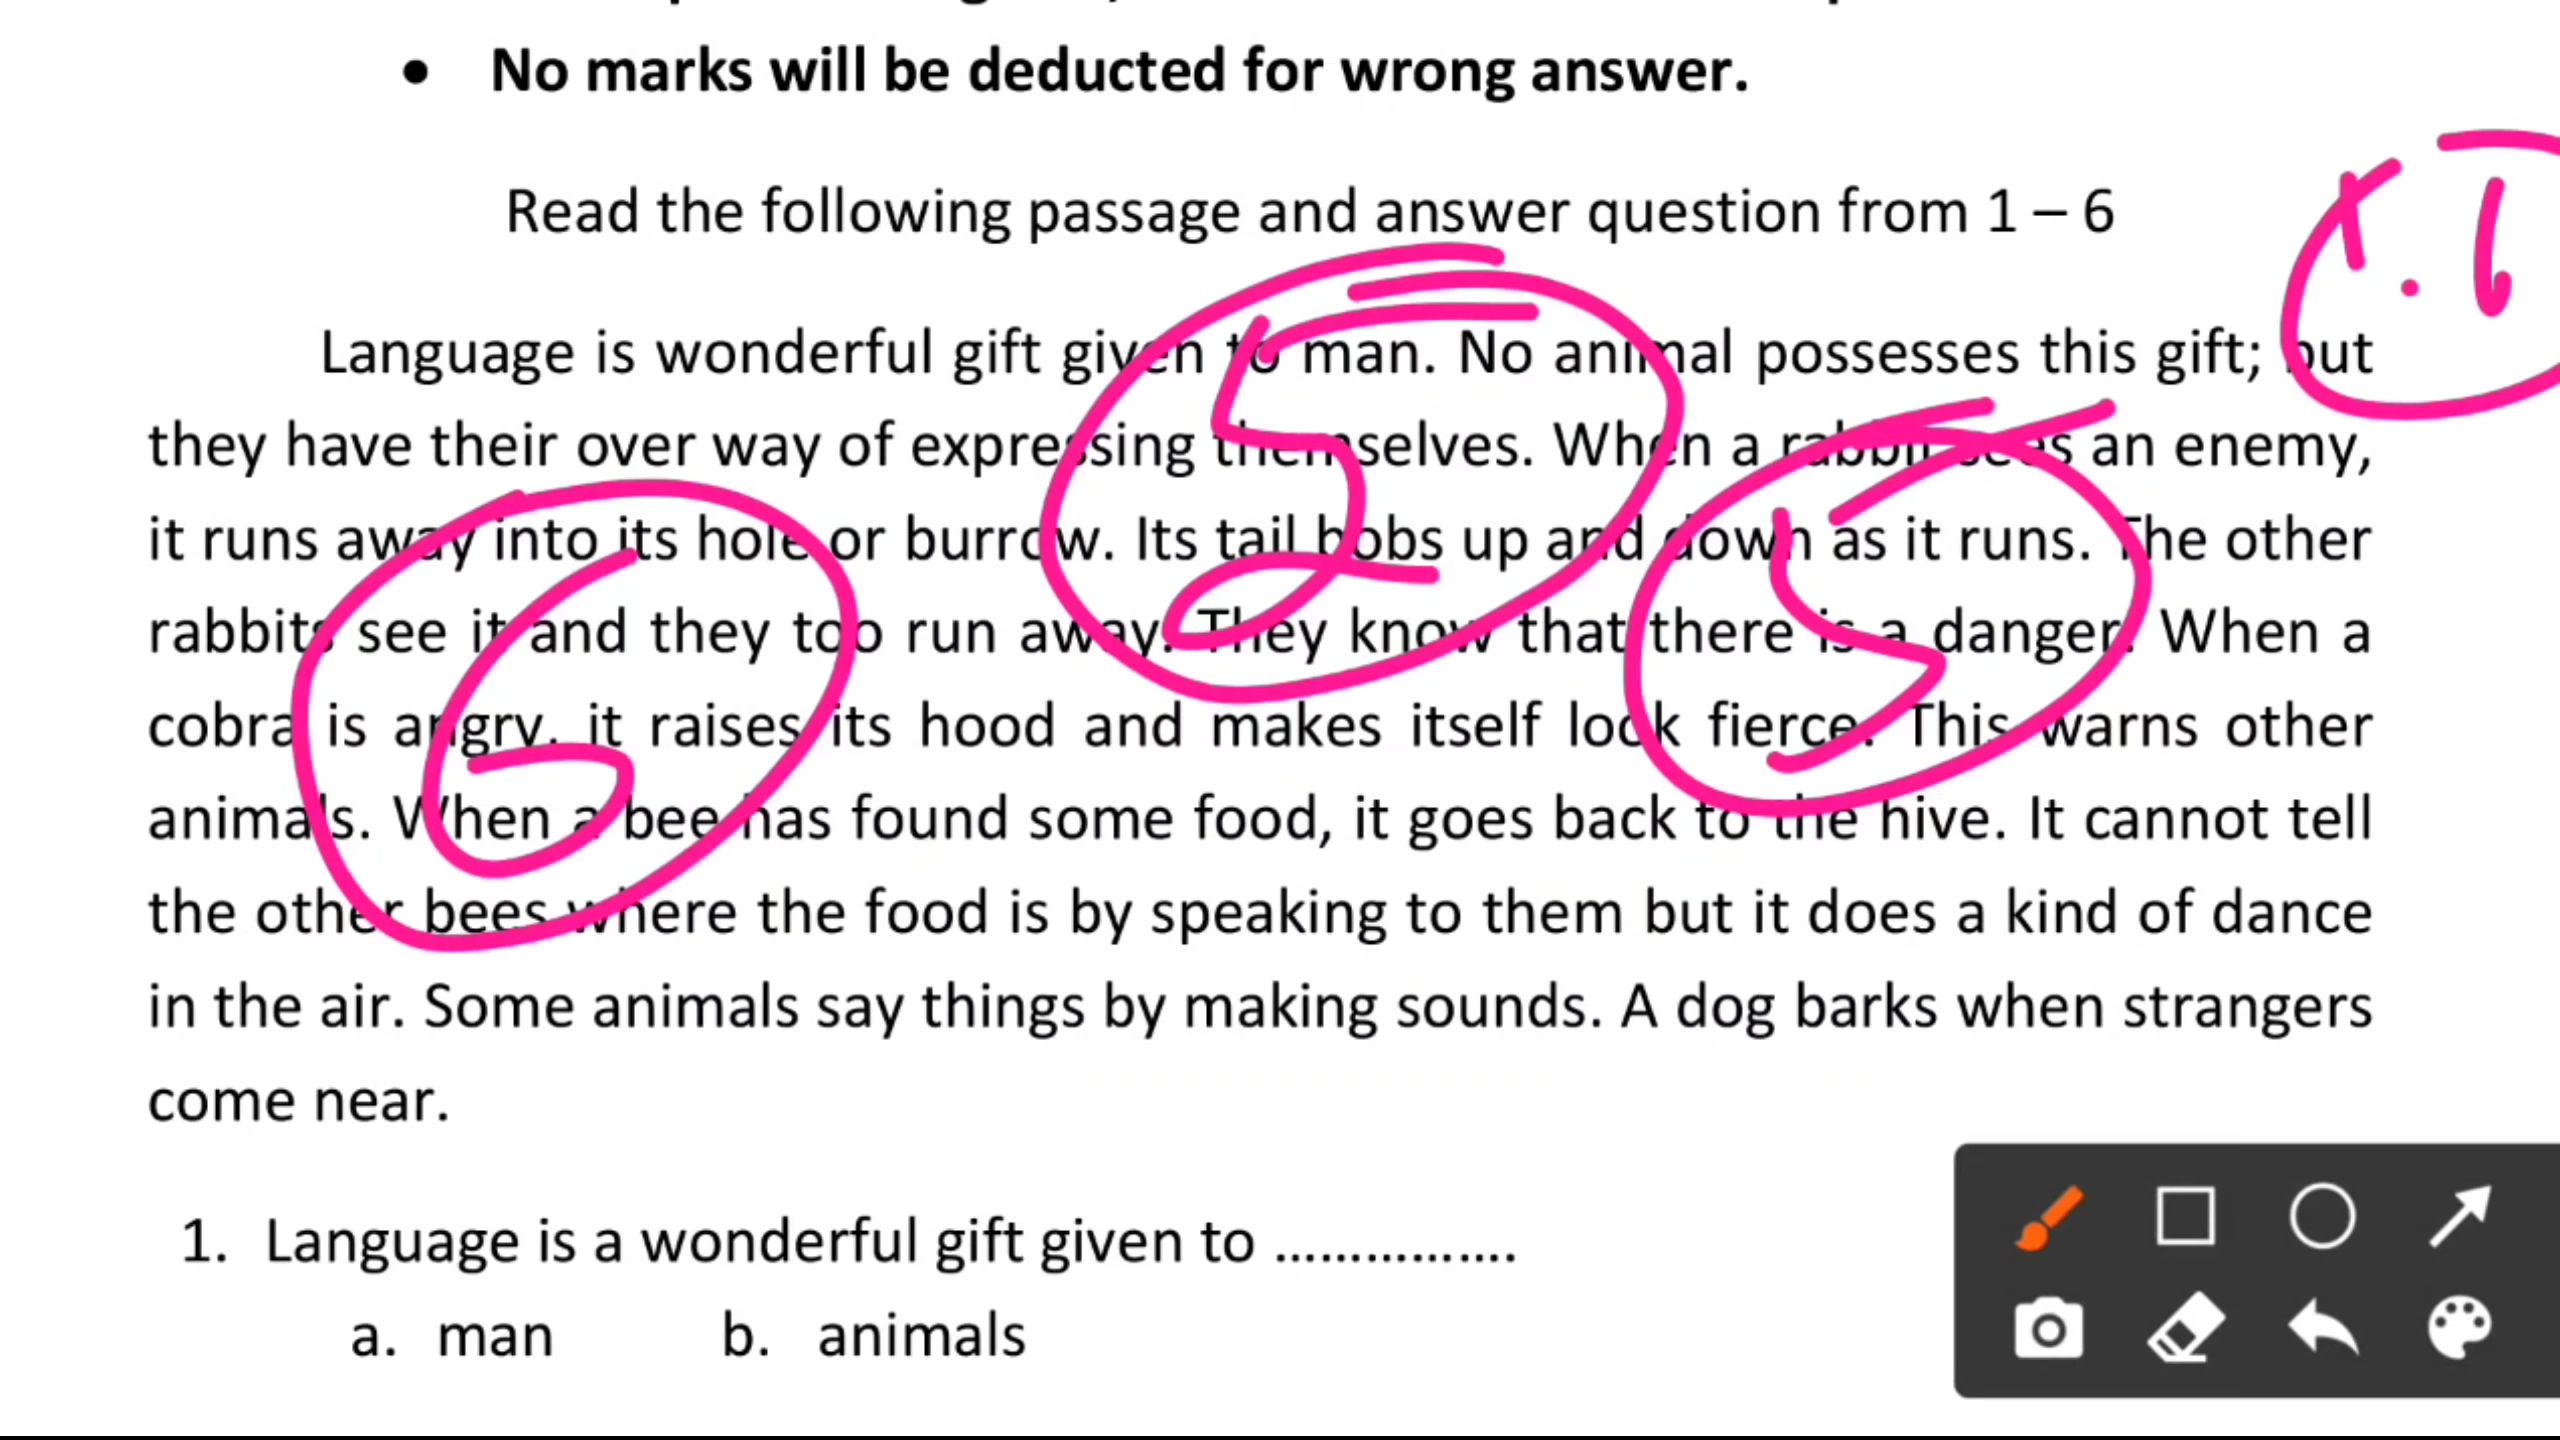 • No marks will be deducted for wrong answer.
Read the following passage and answer question from 1 – 6
Language is wonderful gift given to man. No animal possesses this gift; but
they have their over way of expressing themselves. When a rabbit sees an enemy,
it runs away into its hole or burrow. Its tail bobs up and down as it runs. The other
rabbits see it and they too run away. They know that there is a danger. When a
cobra is angry, it raises its hood and makes itself look fierce. This warns other
animals. When a bee has found some food, it goes back to the hive. It cannot tell
the other bees where the food is by speaking to them but it does a kind of dance
in the air. Some animals say things by making sounds. A dog barks when strangers
come near.
5
5
6
1. Language is a wonderful gift given to ................
a. man b. animals